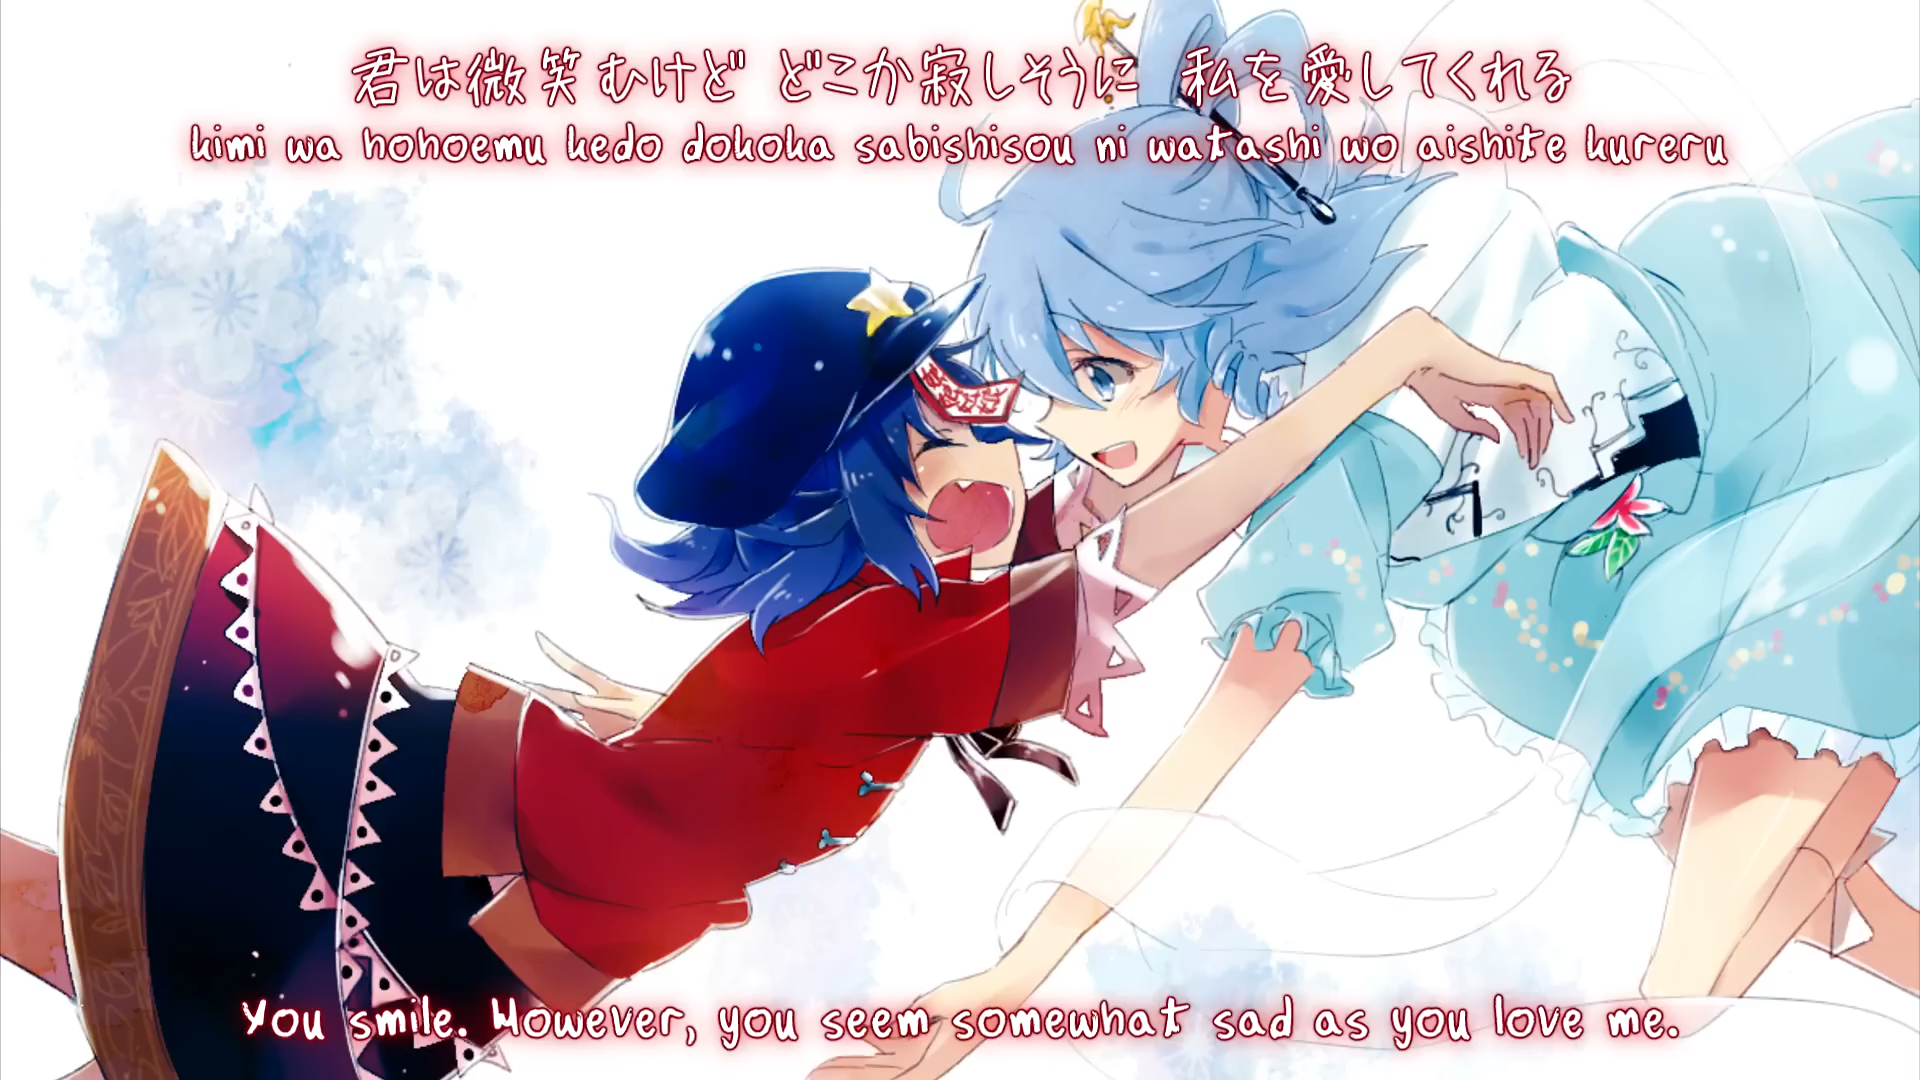 君は微笑むけど どこか寂しそうに 私を愛してくれる
kimi wa hohoemu kedo dokoka sabishisou ni watashi wo aishite kureru
You smile. However, you seem somewhat sad as you love me.